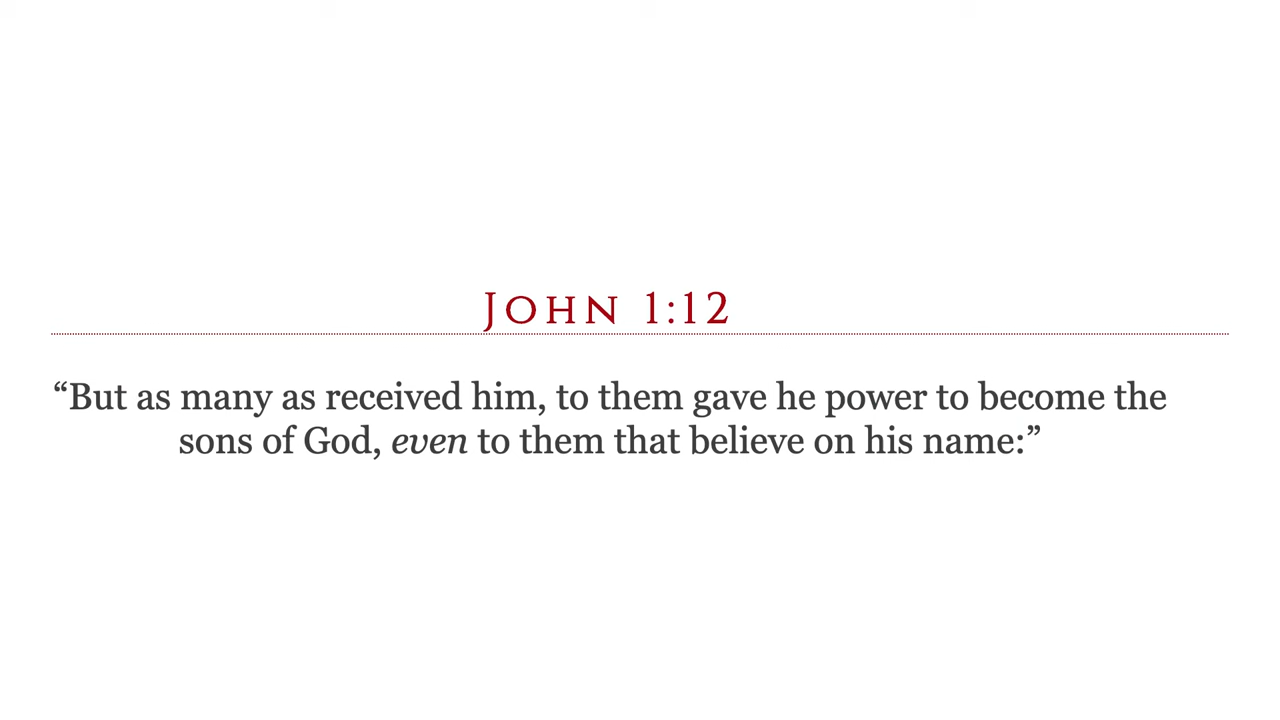 John 1:12
“But as many as received him, to them gave he power to become the
sons of God, even to them that believe on his name:”